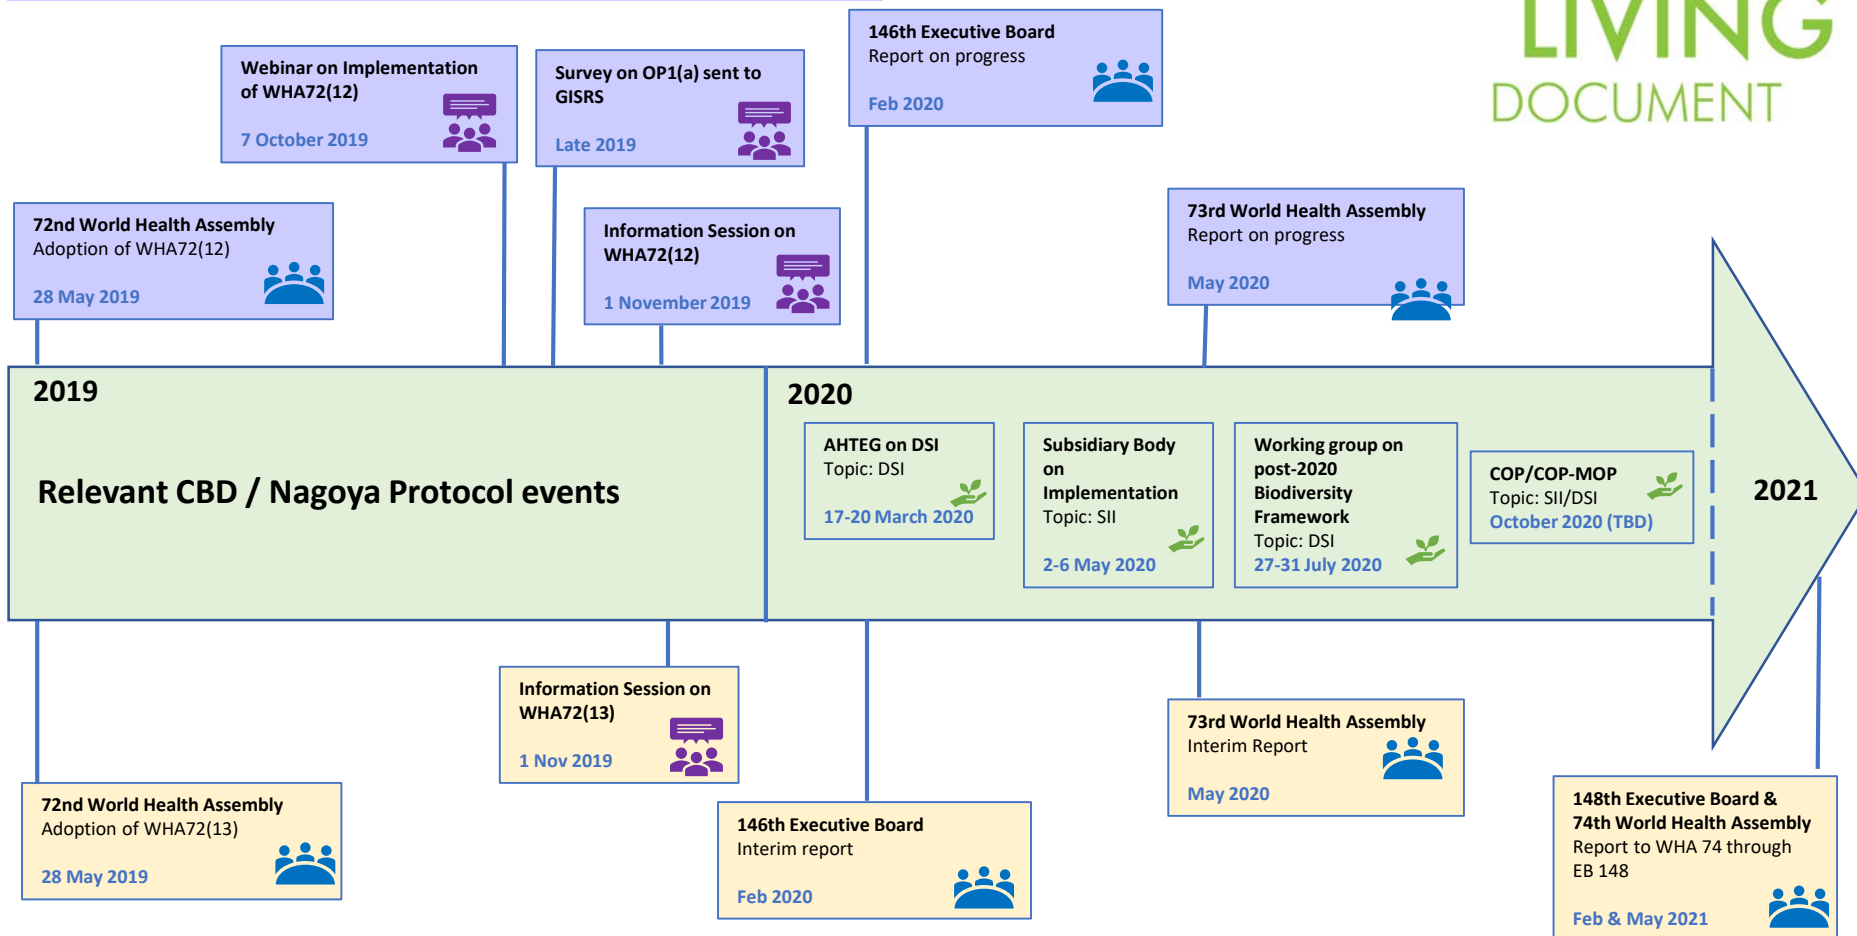 LIVING
DOCUMENT
146th Executive Board
Report on progress
Feb 2020
Webinar on Implementation
of WHA72(12)
7 October 2019
Survey on OP1(a) sent to
GISRS
Late 2019
72nd World Health Assembly
Adoption of WHA72(12)
28 May 2019
Information Session on
WHA72(12)
1 November 2019
73rd World Health Assembly
Report on progress
May 2020
2019
Relevant CBD / Nagoya Protocol events
2020
AHTEG on DSI
Topic: DSI
17-20 March 2020
Subsidiary Body
on
Implementation
Topic: SII
2-6 May 2020
Working group on
post-2020
Biodiversity
Framework
Topic: DSI
27-31 July 2020
COP/COP-MOP
Topic: SII/DSI
October 2020 (TBD)
2021
Information Session on
WHA72(13)
1 Nov 2019
72nd World Health Assembly
Adoption of WHA72(13)
28 May 2019
146th Executive Board
Interim report
Feb 2020
73rd World Health Assembly
Interim Report
May 2020
148th Executive Board &
74th World Health Assembly
Report to WHA 74 through
EB 148
Feb & May 2021